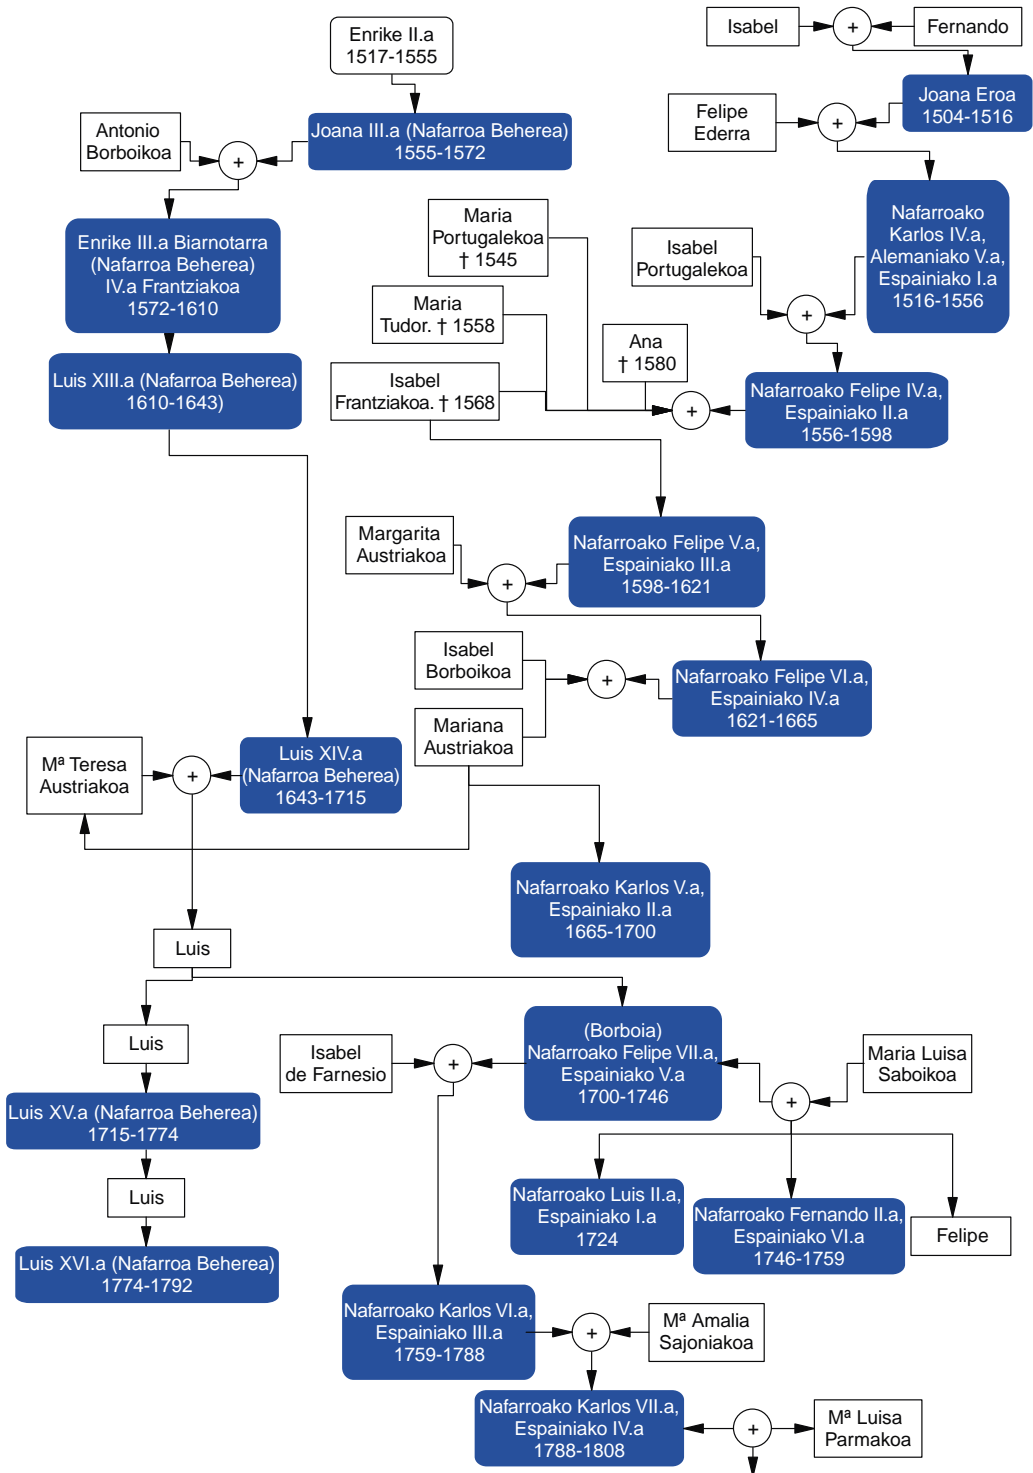 Enrike II.a
1517-1555
Isabel
+
Fernando
Joana Eroa
1504-1516
Felipe
Ederra
+
Antonio
Borboikoa
+
Joana III.a (Nafarroa Beherea)
1555-1572
Enrike III.a Biarnotarra
(Nafarroa Beherea)
IV.a Frantziakoa
1572-1610
Maria
Portugalekoa
† 1545
Isabel
Portugalekoa
Nafarroako
Karlos IV.a,
Alemaniako V.a,
Espainiako I.a
1516-1556
+
Maria
Tudor. † 1558
Ana
† 1580
Luis XIII.a (Nafarroa Beherea)
1610-1643)
Isabel
Frantziakoa. † 1568
+
Nafarroako Felipe IV.a,
Espainiako II.a
1556-1598
Margarita
Austriakoa
+
Nafarroako Felipe V.a,
Espainiako III.a
1598-1621
Isabel
Borboikoa
+
Nafarroako Felipe VI.a,
Espainiako IV.a
1621-1665
Mariana
Austriakoa
Mª Teresa
Austriakoa
+
Luis XIV.a
(Nafarroa Beherea)
1643-1715
Nafarroako Karlos V.a,
Espainiako II.a
1665-1700
Luis
Luis
Isabel
de Farnesio
+
(Borboia)
Nafarroako Felipe VII.a,
Espainiako V.a
1700-1746
Maria Luisa
Saboikoa
+
Luis XV.a (Nafarroa Beherea)
1715-1774
Luis
Nafarroako Luis II.a,
Espainiako I.a
1724
Nafarroako Fernando II.a,
Espainiako VI.a
1746-1759
Felipe
Luis XVI.a (Nafarroa Beherea)
1774-1792
Nafarroako Karlos VI.a,
Espainiako III.a
1759-1788
+
Mª Amalia
Sajoniakoa
Nafarroako Karlos VII.a,
Espainiako IV.a
1788-1808
+
Mª Luisa
Parmakoa